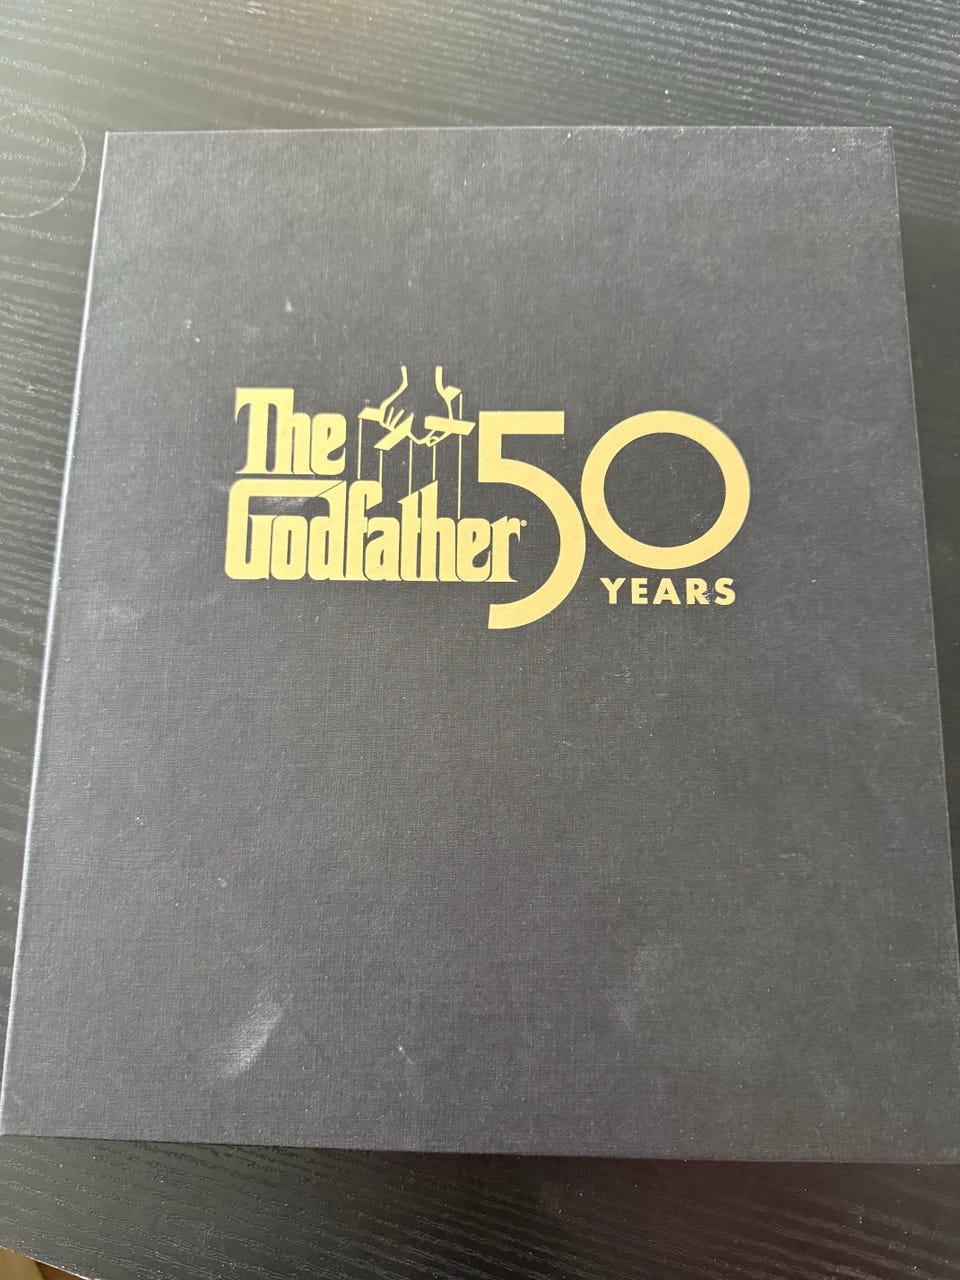 The
Godfather®
50
YEARS